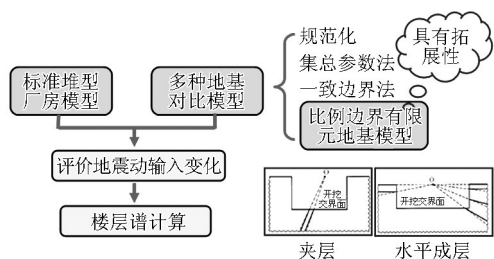 标准堆型
厂房模型
多种地基
对比模型
规范化
集总参数法
一致边界法
比例边界有限
元地基模型
具有拓
展性
评价地震动输入变化
楼层谱计算
开挖
交界面
夹层
开挖交界面
水平成层